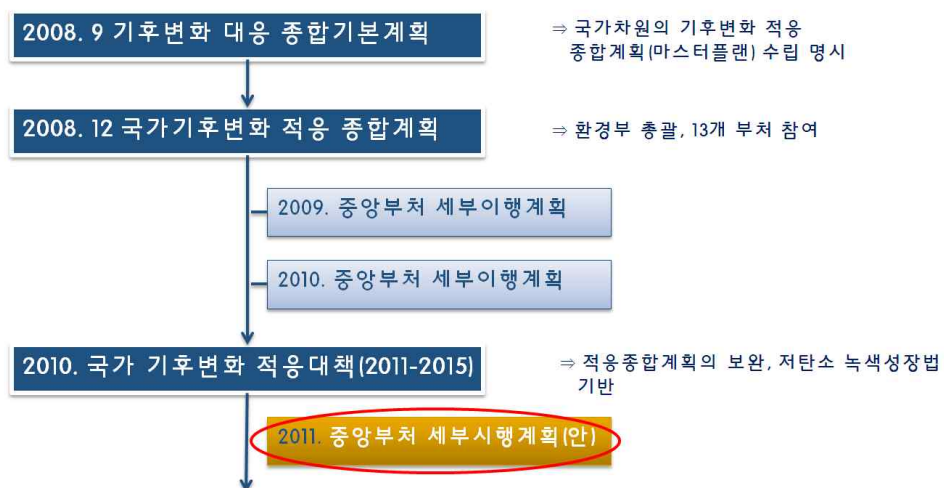 2008. 9 기후변화 대응 종합기본계획
⇒ 국가차원의 기후변화 적응
종합계획(마스터플랜) 수립 명시
2008. 12 국가기후변화 적응 종합계획
⇒ 환경부 총괄, 13개 부처 참여
2009. 중앙부처 세부이행계획
2010. 중앙부처 세부이행계획
2010. 국가 기후변화 적응대책(2011-2015)
⇒ 적응종합계획의 보완, 저탄소 녹색성장법
기반
2011. 중앙부처 세부시행계획(안)